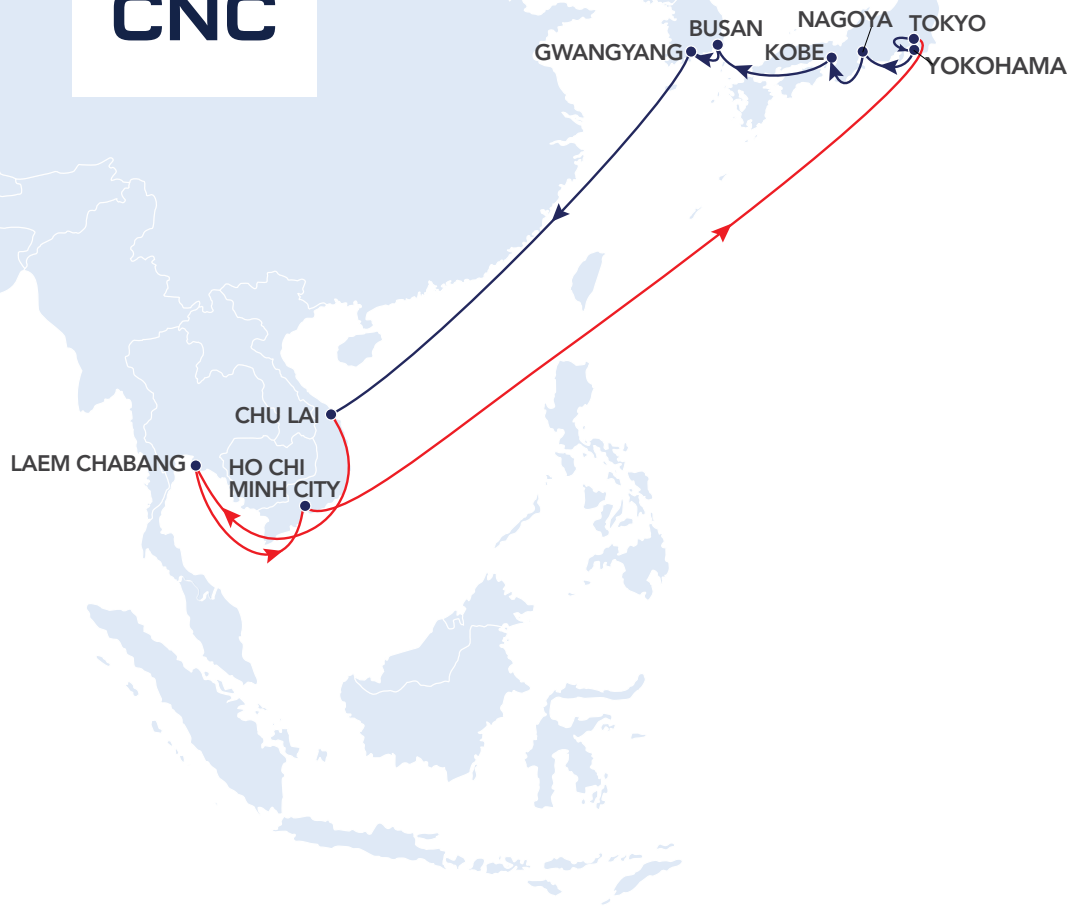 CNC
NAGOYA
TOKYO
BUSAN
GWANGYANG
KOBE
YOKOHAMA
CHU LAI
LAEM CHABANG
HO CHI
MINH CITY